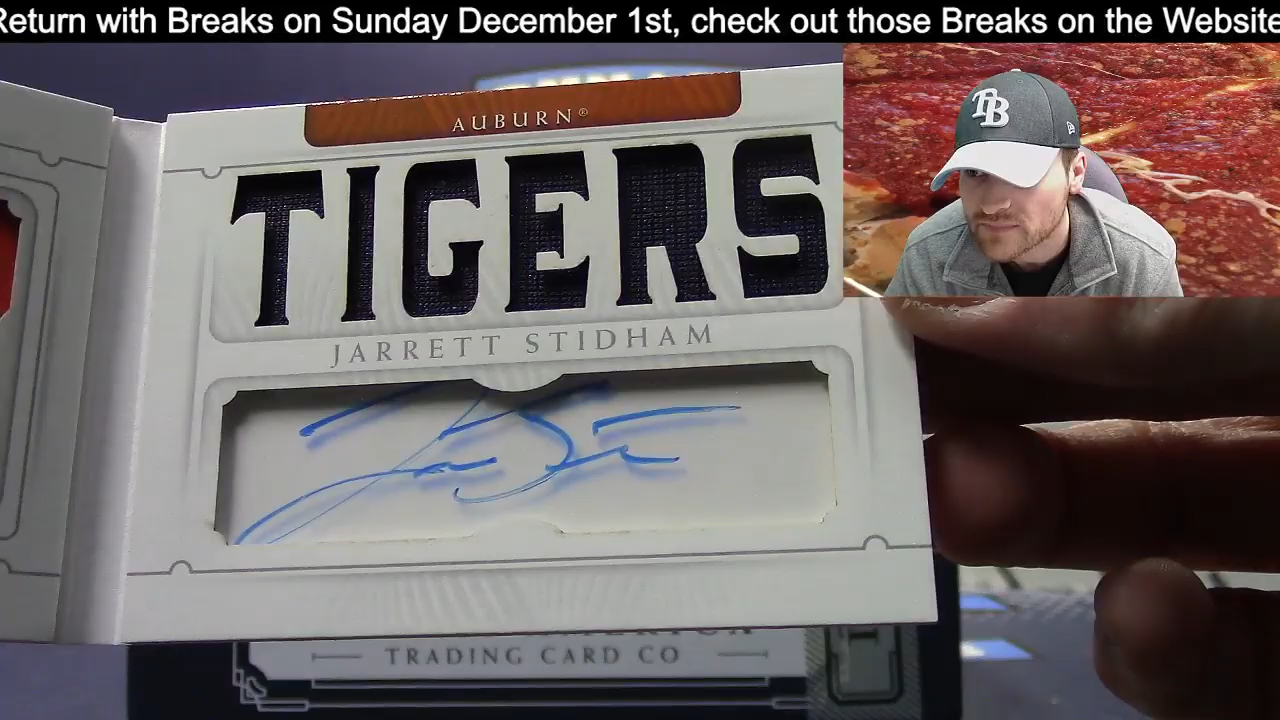 Return with Breaks on Sunday December 1st, check out those Breaks on the Website
TB
AUBURN®
TIGERS
JARRETT STIDHAM
TRADING CARD CO